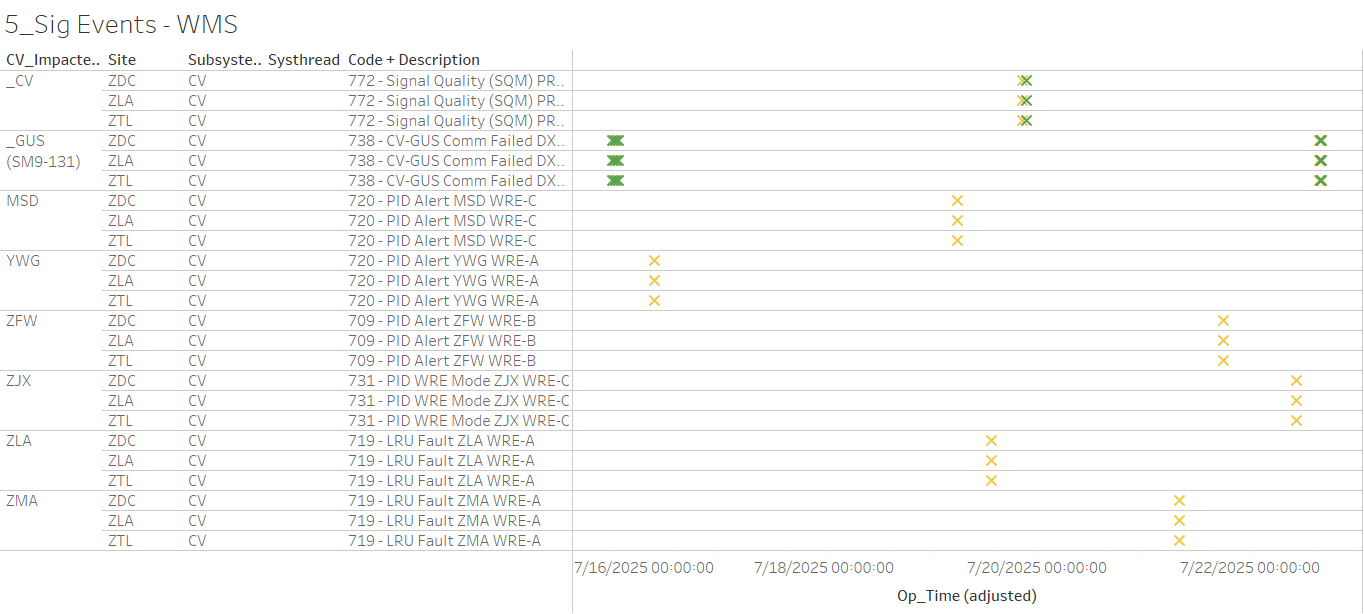 5_Sig Events - WMS
CV_Impacte.. Site Subsyste.. Systhread Code + Description
_CV ZDC CV 772 - Signal Quality (SQM) PR..
ZLA CV 772 - Signal Quality (SQM) PR..
ZTL CV 772 - Signal Quality (SQM) PR..
_GUS ZDC CV 738 - CV-GUS Comm Failed DX..
(SM9-131) ZLA CV 738 - CV-GUS Comm Failed DX..
ZTL CV 738 - CV-GUS Comm Failed DX..
MSD ZDC CV 720 - PID Alert MSD WRE-C
ZLA CV 720 - PID Alert MSD WRE-C
ZTL CV 720 - PID Alert MSD WRE-C
YWG ZDC CV 720 - PID Alert YWG WRE-A
ZLA CV 720 - PID Alert YWG WRE-A
ZTL CV 720 - PID Alert YWG WRE-A
ZFW ZDC CV 709 - PID Alert ZFW WRE-B
ZLA CV 709 - PID Alert ZFW WRE-B
ZTL CV 709 - PID Alert ZFW WRE-B
ZJX ZDC CV 731 - PID WRE Mode ZJX WRE-C
ZLA CV 731 - PID WRE Mode ZJX WRE-C
ZTL CV 731 - PID WRE Mode ZJX WRE-C
ZLA ZDC CV 719 - LRU Fault ZLA WRE-A
ZLA CV 719 - LRU Fault ZLA WRE-A
ZTL CV 719 - LRU Fault ZLA WRE-A
ZMA ZDC CV 719 - LRU Fault ZMA WRE-A
ZLA CV 719 - LRU Fault ZMA WRE-A
ZTL CV 719 - LRU Fault ZMA WRE-A
7/16/2025 00:00:00 7/18/2025 00:00:00 7/20/2025 00:00:00 7/22/2025 00:00:00
Op_Time (adjusted)